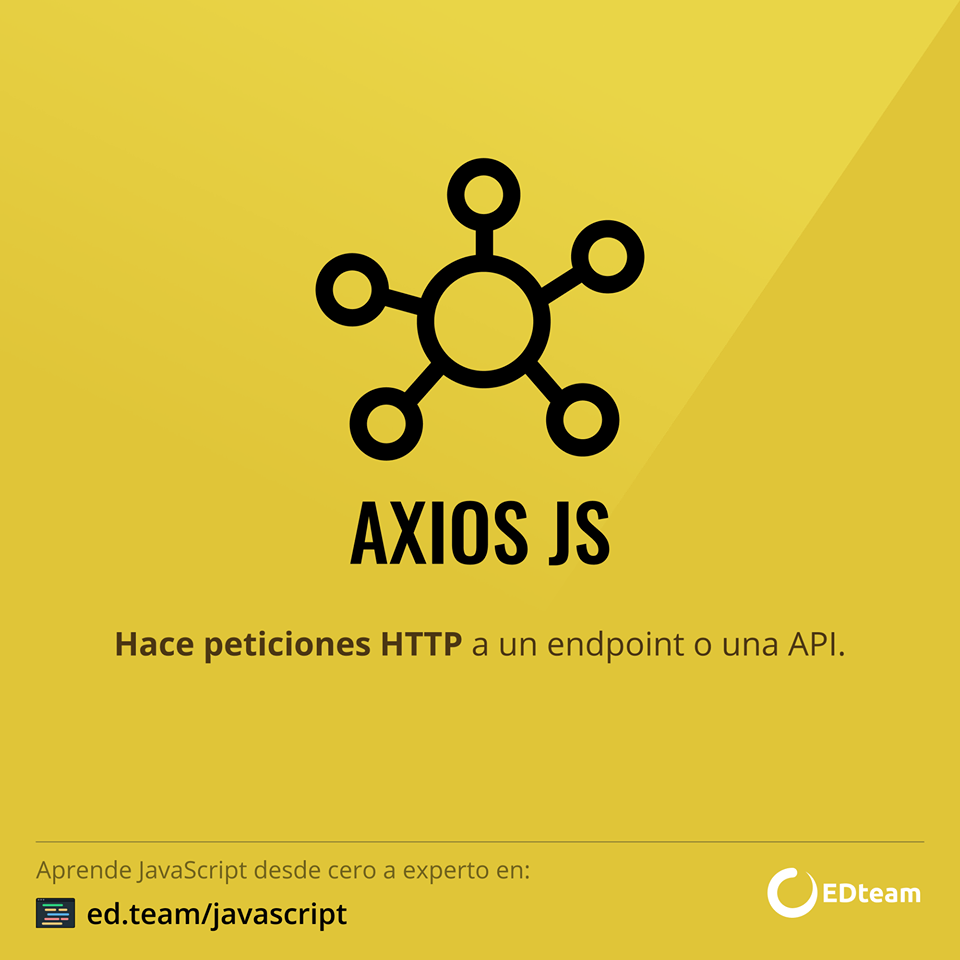 AXIOS JS
Hace peticiones HTTP a un endpoint o una API.
Aprende JavaScript desde cero a experto en:
ed.team/javascript
EDteam